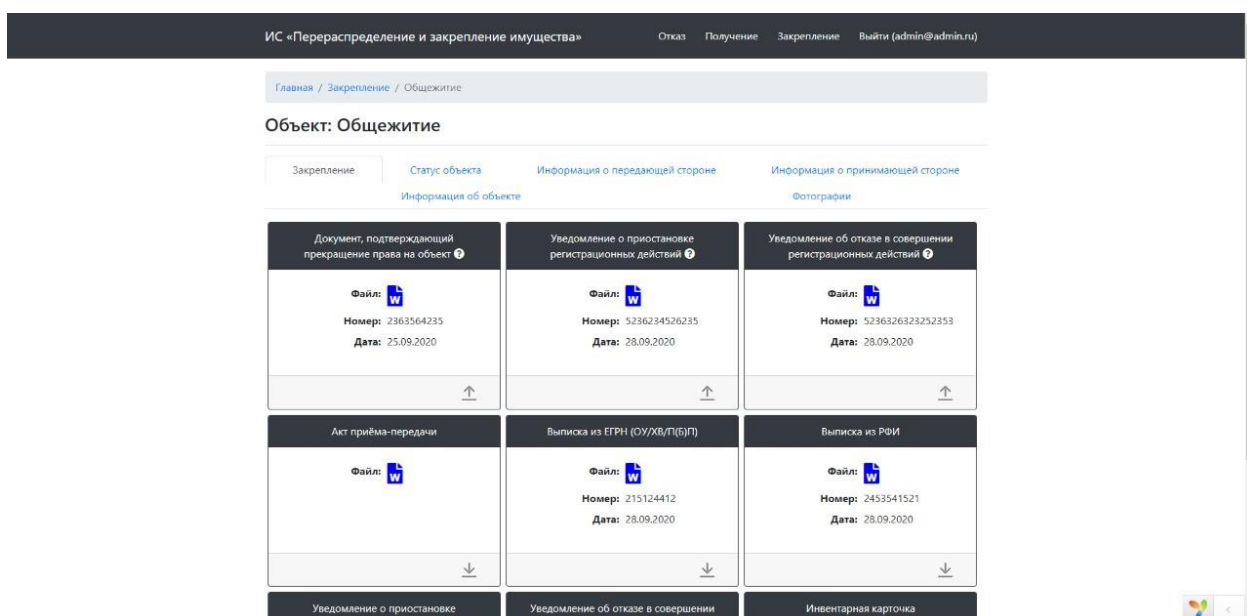 ИС «Перераспределение и закрепление имущества» Отказ Получение Закрепление Выйти (admin@admin.ru)
Главная / Закрепление / Общежитие
Объект: Общежитие
Закрепление Статус объекта Информация о передающей стороне Информация о принимающей стороне
Информация об объекте Фотографии
Документ, подтверждающий
прекращение права на объект ?
Файл: W
Номер: 2363564235
Дата: 25.09.2020
Уведомление о приостановке
регистрационных действий ?
Файл: W
Номер: 5236234526235
Дата: 28.09.2020
Уведомление об отказе в совершении
регистрационных действий ?
Файл: W
Номер: 5236326323252353
Дата: 28.09.2020
Акт приёма-передачи
Файл: W
Выписка из ЕГРН (ОУ/ХВ/П(Б)П)
Файл: W
Номер: 215124412
Дата: 28.09.2020
Выписка из РФИ
Файл: W
Номер: 2453541521
Дата: 28.09.2020
Уведомление о приостановке
Уведомление об отказе в совершении
Инвентарная карточка